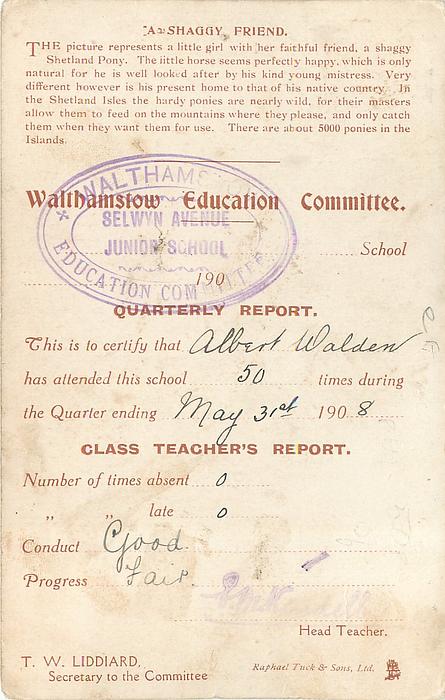 A SHAGGY FRIEND.
THE picture represents a little girl with her faithful friend, a shaggy
Shetland Pony. The little horse seems perfectly happy, which is only
natural for he is well looked after by his kind young mistress. Very
different however is his present home to that of his native country. In
the Shetland Isles the hardy ponies are nearly wild, for their masters
allow them to feed on the mountains where they please, and only catch
them when they want them for use. There are about 5000 ponies in the
Islands.
Walthamstow Education Committee.
WALTHAMSTOW
SELWYN AVENUE
JUNIOR SCHOOL
EDUCATION COMMITTEE
School
190
QUARTERLY REPORT.
This is to certify that Albert Walden
has attended this school 50 times during
the Quarter ending May 31st 1908
CLASS TEACHER'S REPORT.
Number of times absent 0
„ „ late 0
Conduct Good
Progress Fair.
Head Teacher.
T. W. LIDDIARD,
Secretary to the Committee
Raphael Tuck & Sons, Ltd.